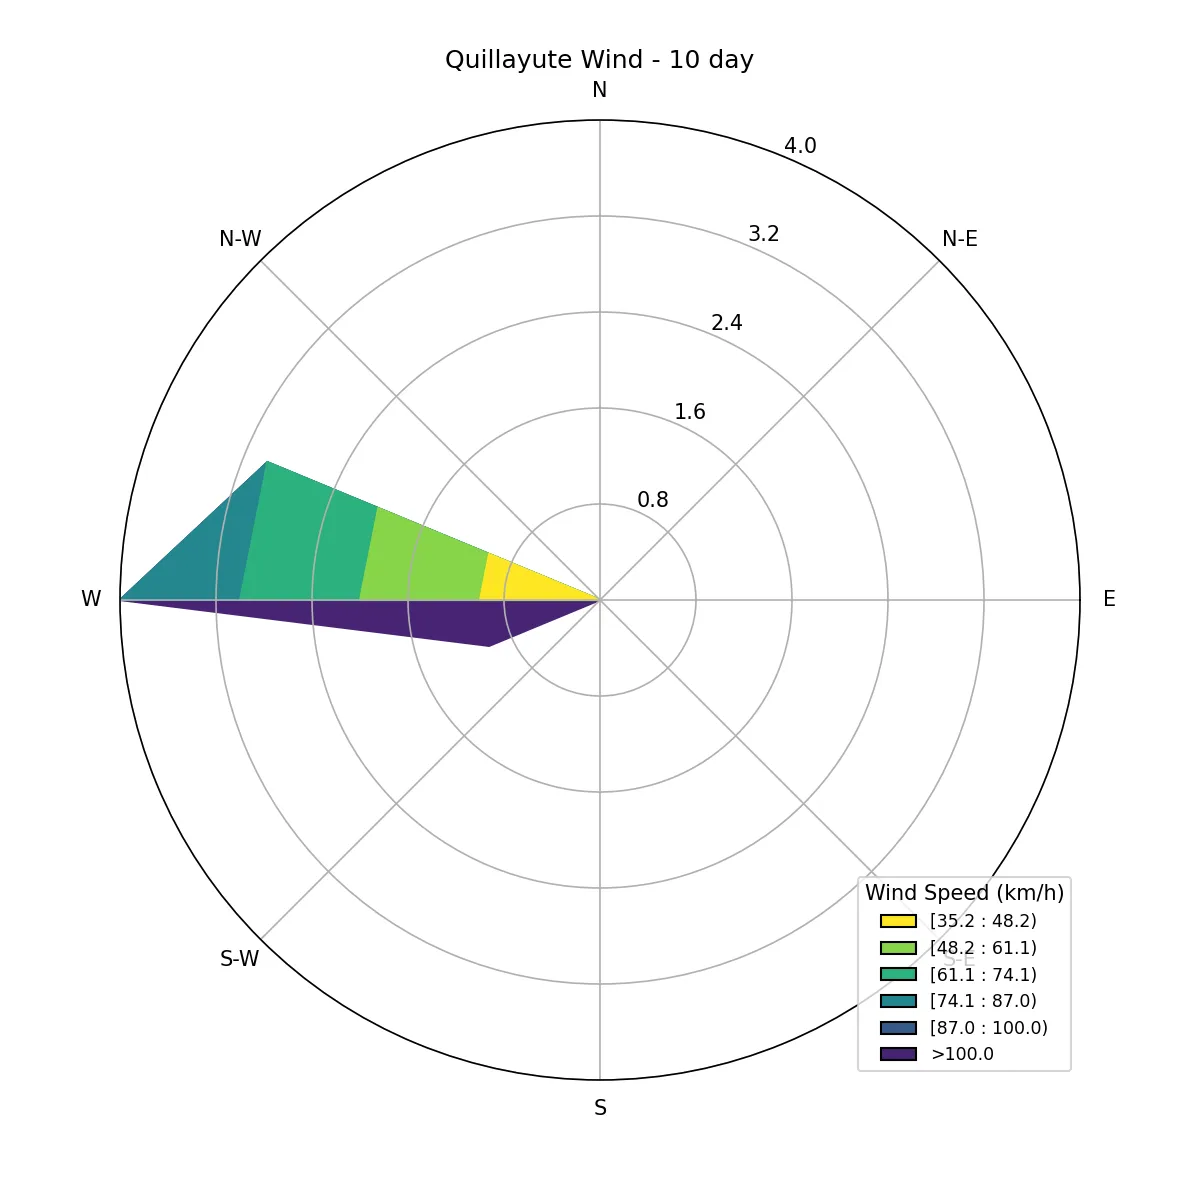 Quillayute Wind - 10 day
N
4.0
N-W
3.2
N-E
2.4
1.6
0.8
W
E
S-W
S-E
S
Wind Speed (km/h)
[35.2 : 48.2)
[48.2 : 61.1)
[61.1 : 74.1)
[74.1 : 87.0)
[87.0 : 100.0)
>100.0